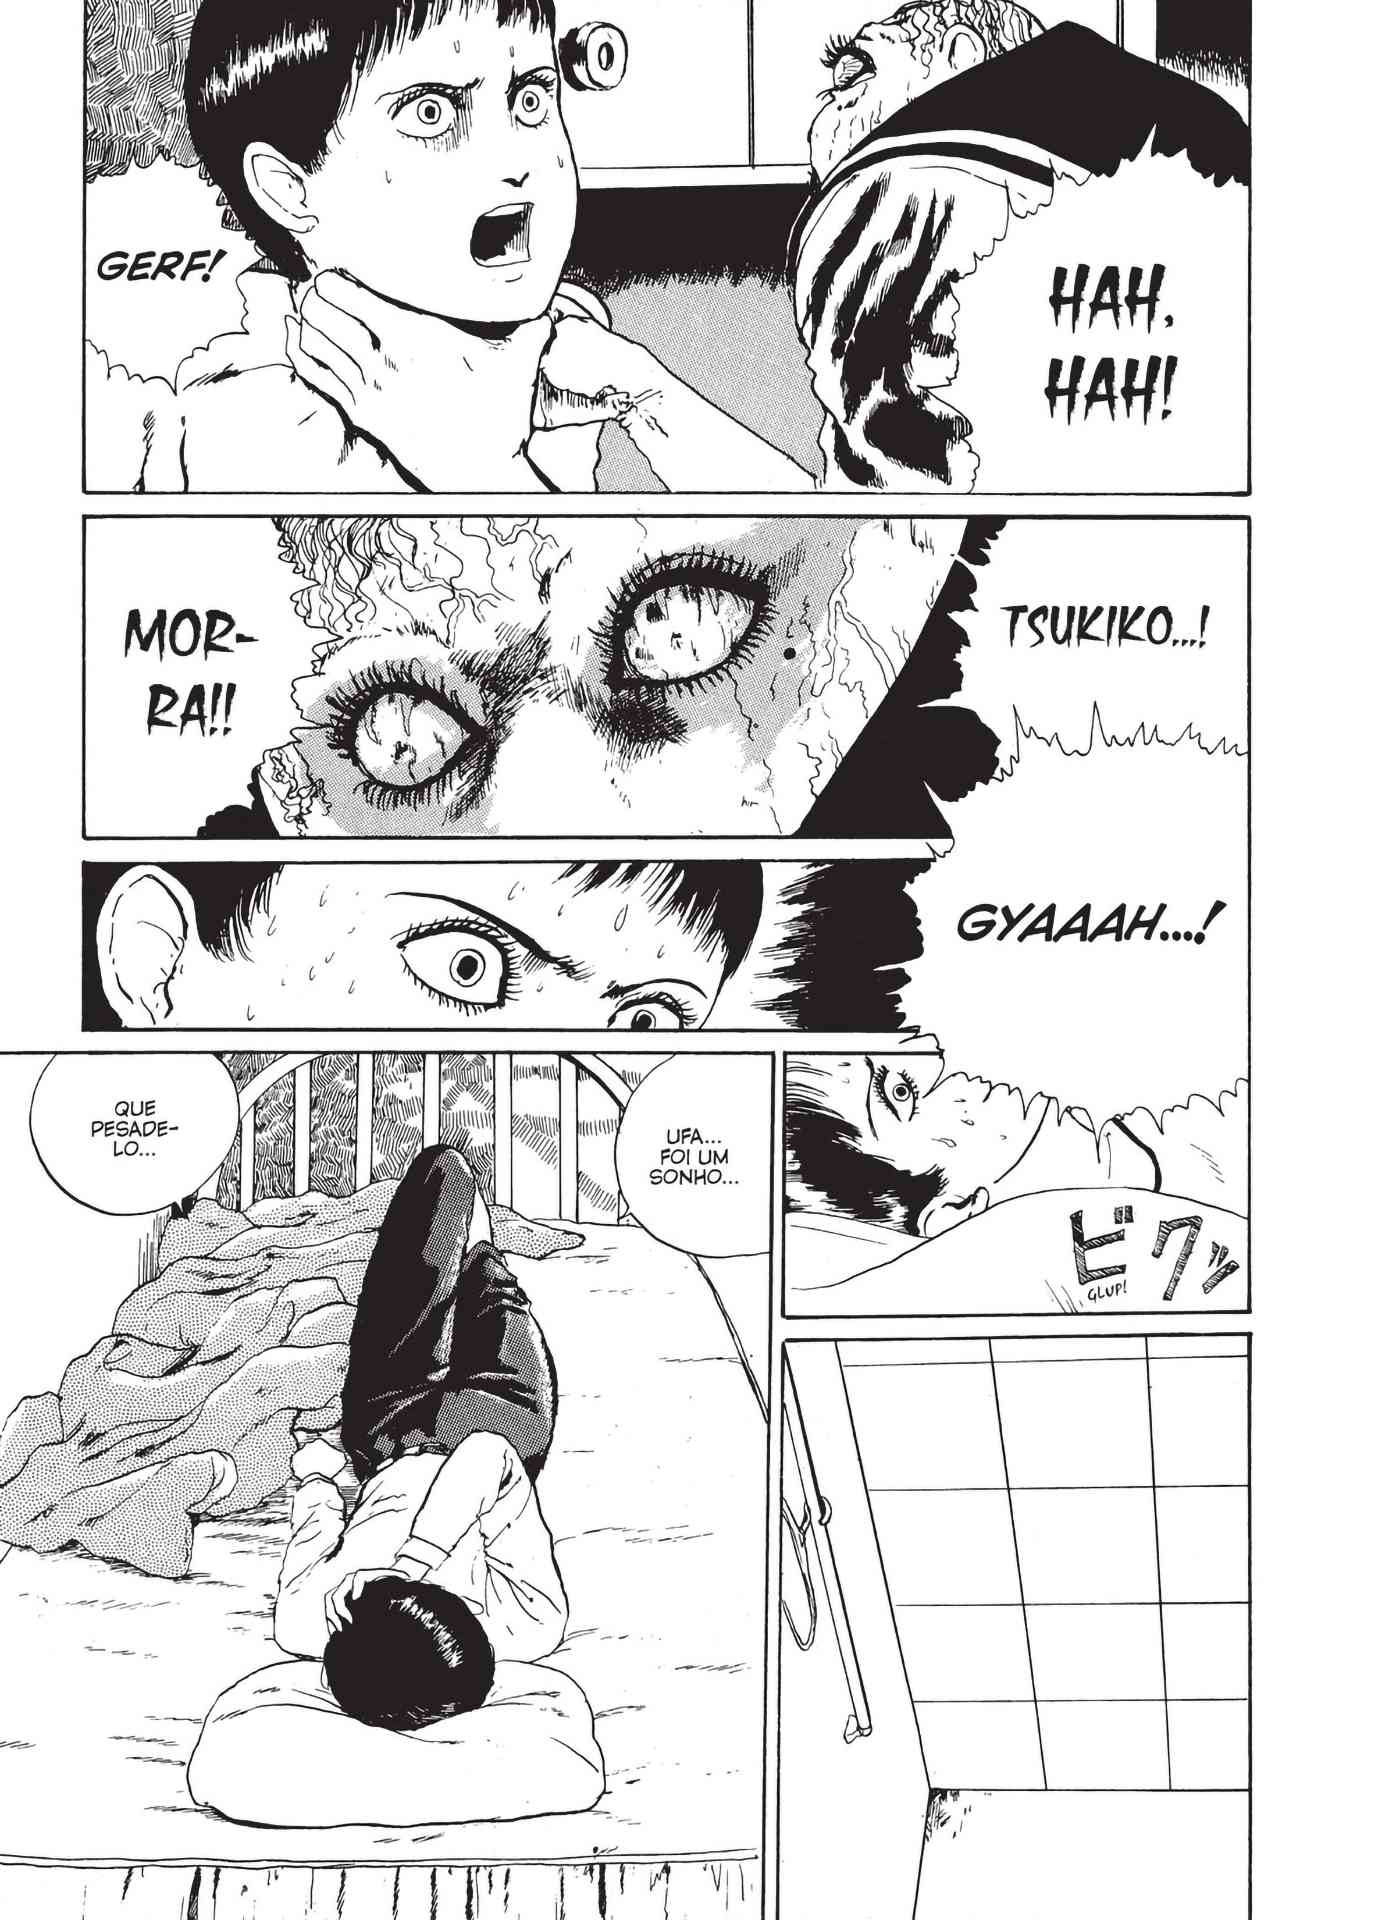 HAH,
HAH!
GERF!
TSUKIKO...!
MOR-
RA!!
GYAAAH....!
ビクッ
GLUP!
UFA...
FOI UM
SONHO...
QUE
PESADE-
LO...